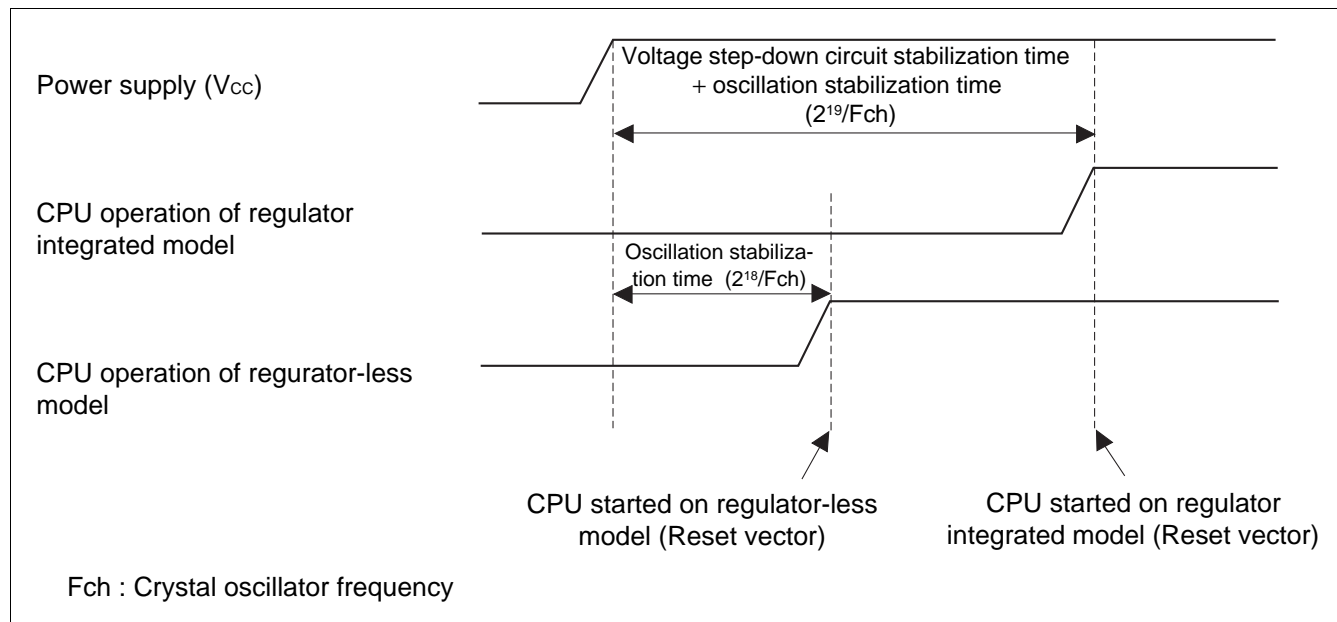 Power supply (Vcc)
Voltage step-down circuit stabilization time
+ oscillation stabilization time
(2¹⁹/Fch)
CPU operation of regulator
integrated model
Oscillation stabiliza-
tion time (2¹⁸/Fch)
CPU operation of regurator-less
model
CPU started on regulator-less
model (Reset vector)
CPU started on regulator
integrated model (Reset vector)
Fch : Crystal oscillator frequency